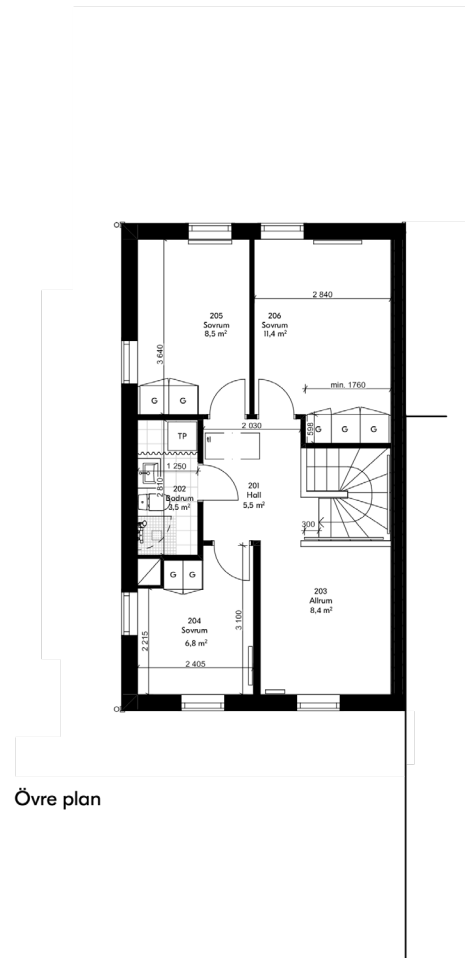 205
Sovrum
8,5 m²
206
Sovrum
11,4 m²
2 840
3 640
min. 1760
G
G
G
G
G
598
2 030
tl
TP
1 250
2 810
202
Badrum
3,5 m²
201
Hall
5,5 m²
300
G
G
203
Allrum
8,4 m²
204
Sovrum
6,8 m²
3 100
2 215
2 405
Övre plan